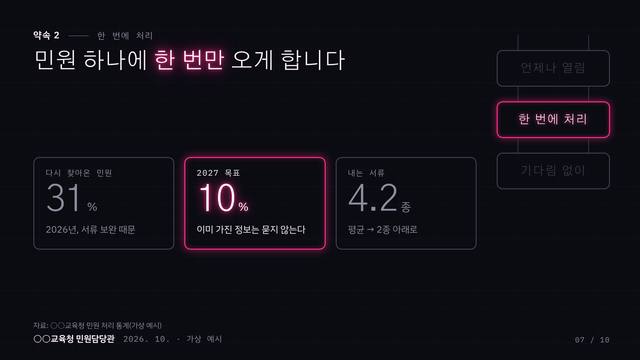 약속 2 한 번에 처리
민원 하나에 한 번만 오게 합니다
언제나 열림
한 번에 처리
기다림 없이
다시 찾아온 민원
31 %
2026년, 서류 보완 때문
2027 목표
10 %
이미 가진 정보는 묻지 않는다
내는 서류
4.2 종
평균 → 2종 아래로
자료: ○○교육청 민원 처리 통계(가상 예시)
○○교육청 민원담당관 2026. 10. · 가상 예시
07 / 10